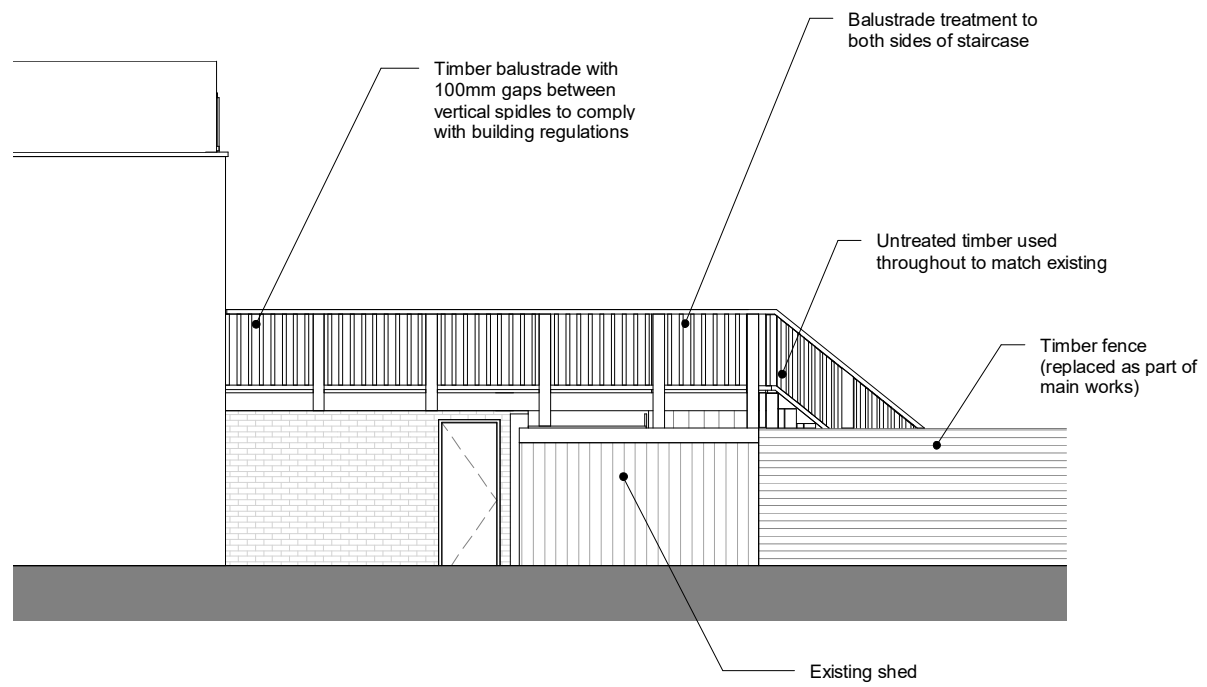 Balustrade treatment to
both sides of staircase
Timber balustrade with
100mm gaps between
vertical spidles to comply
with building regulations
Untreated timber used
throughout to match existing
Timber fence
(replaced as part of
main works)
Existing shed